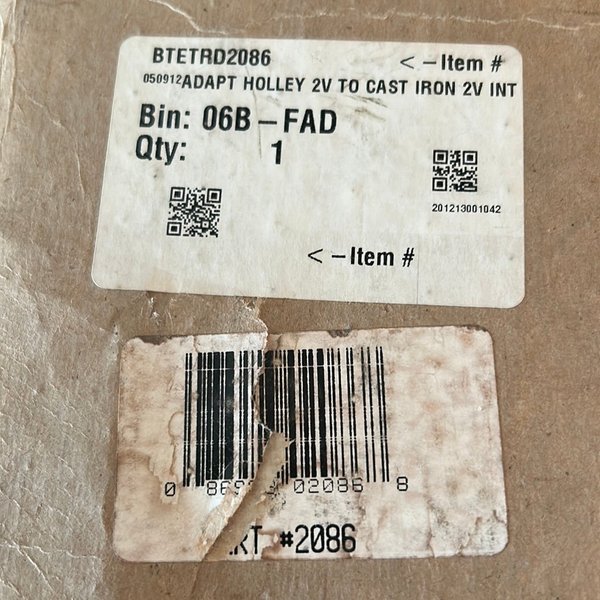 BTETRD2086 <-Item #
050912ADAPT HOLLEY 2V TO CAST IRON 2V INT
Bin: 06B-FAD
Qty: 1
201213001042
<-Item #
0 02086 8
#2086